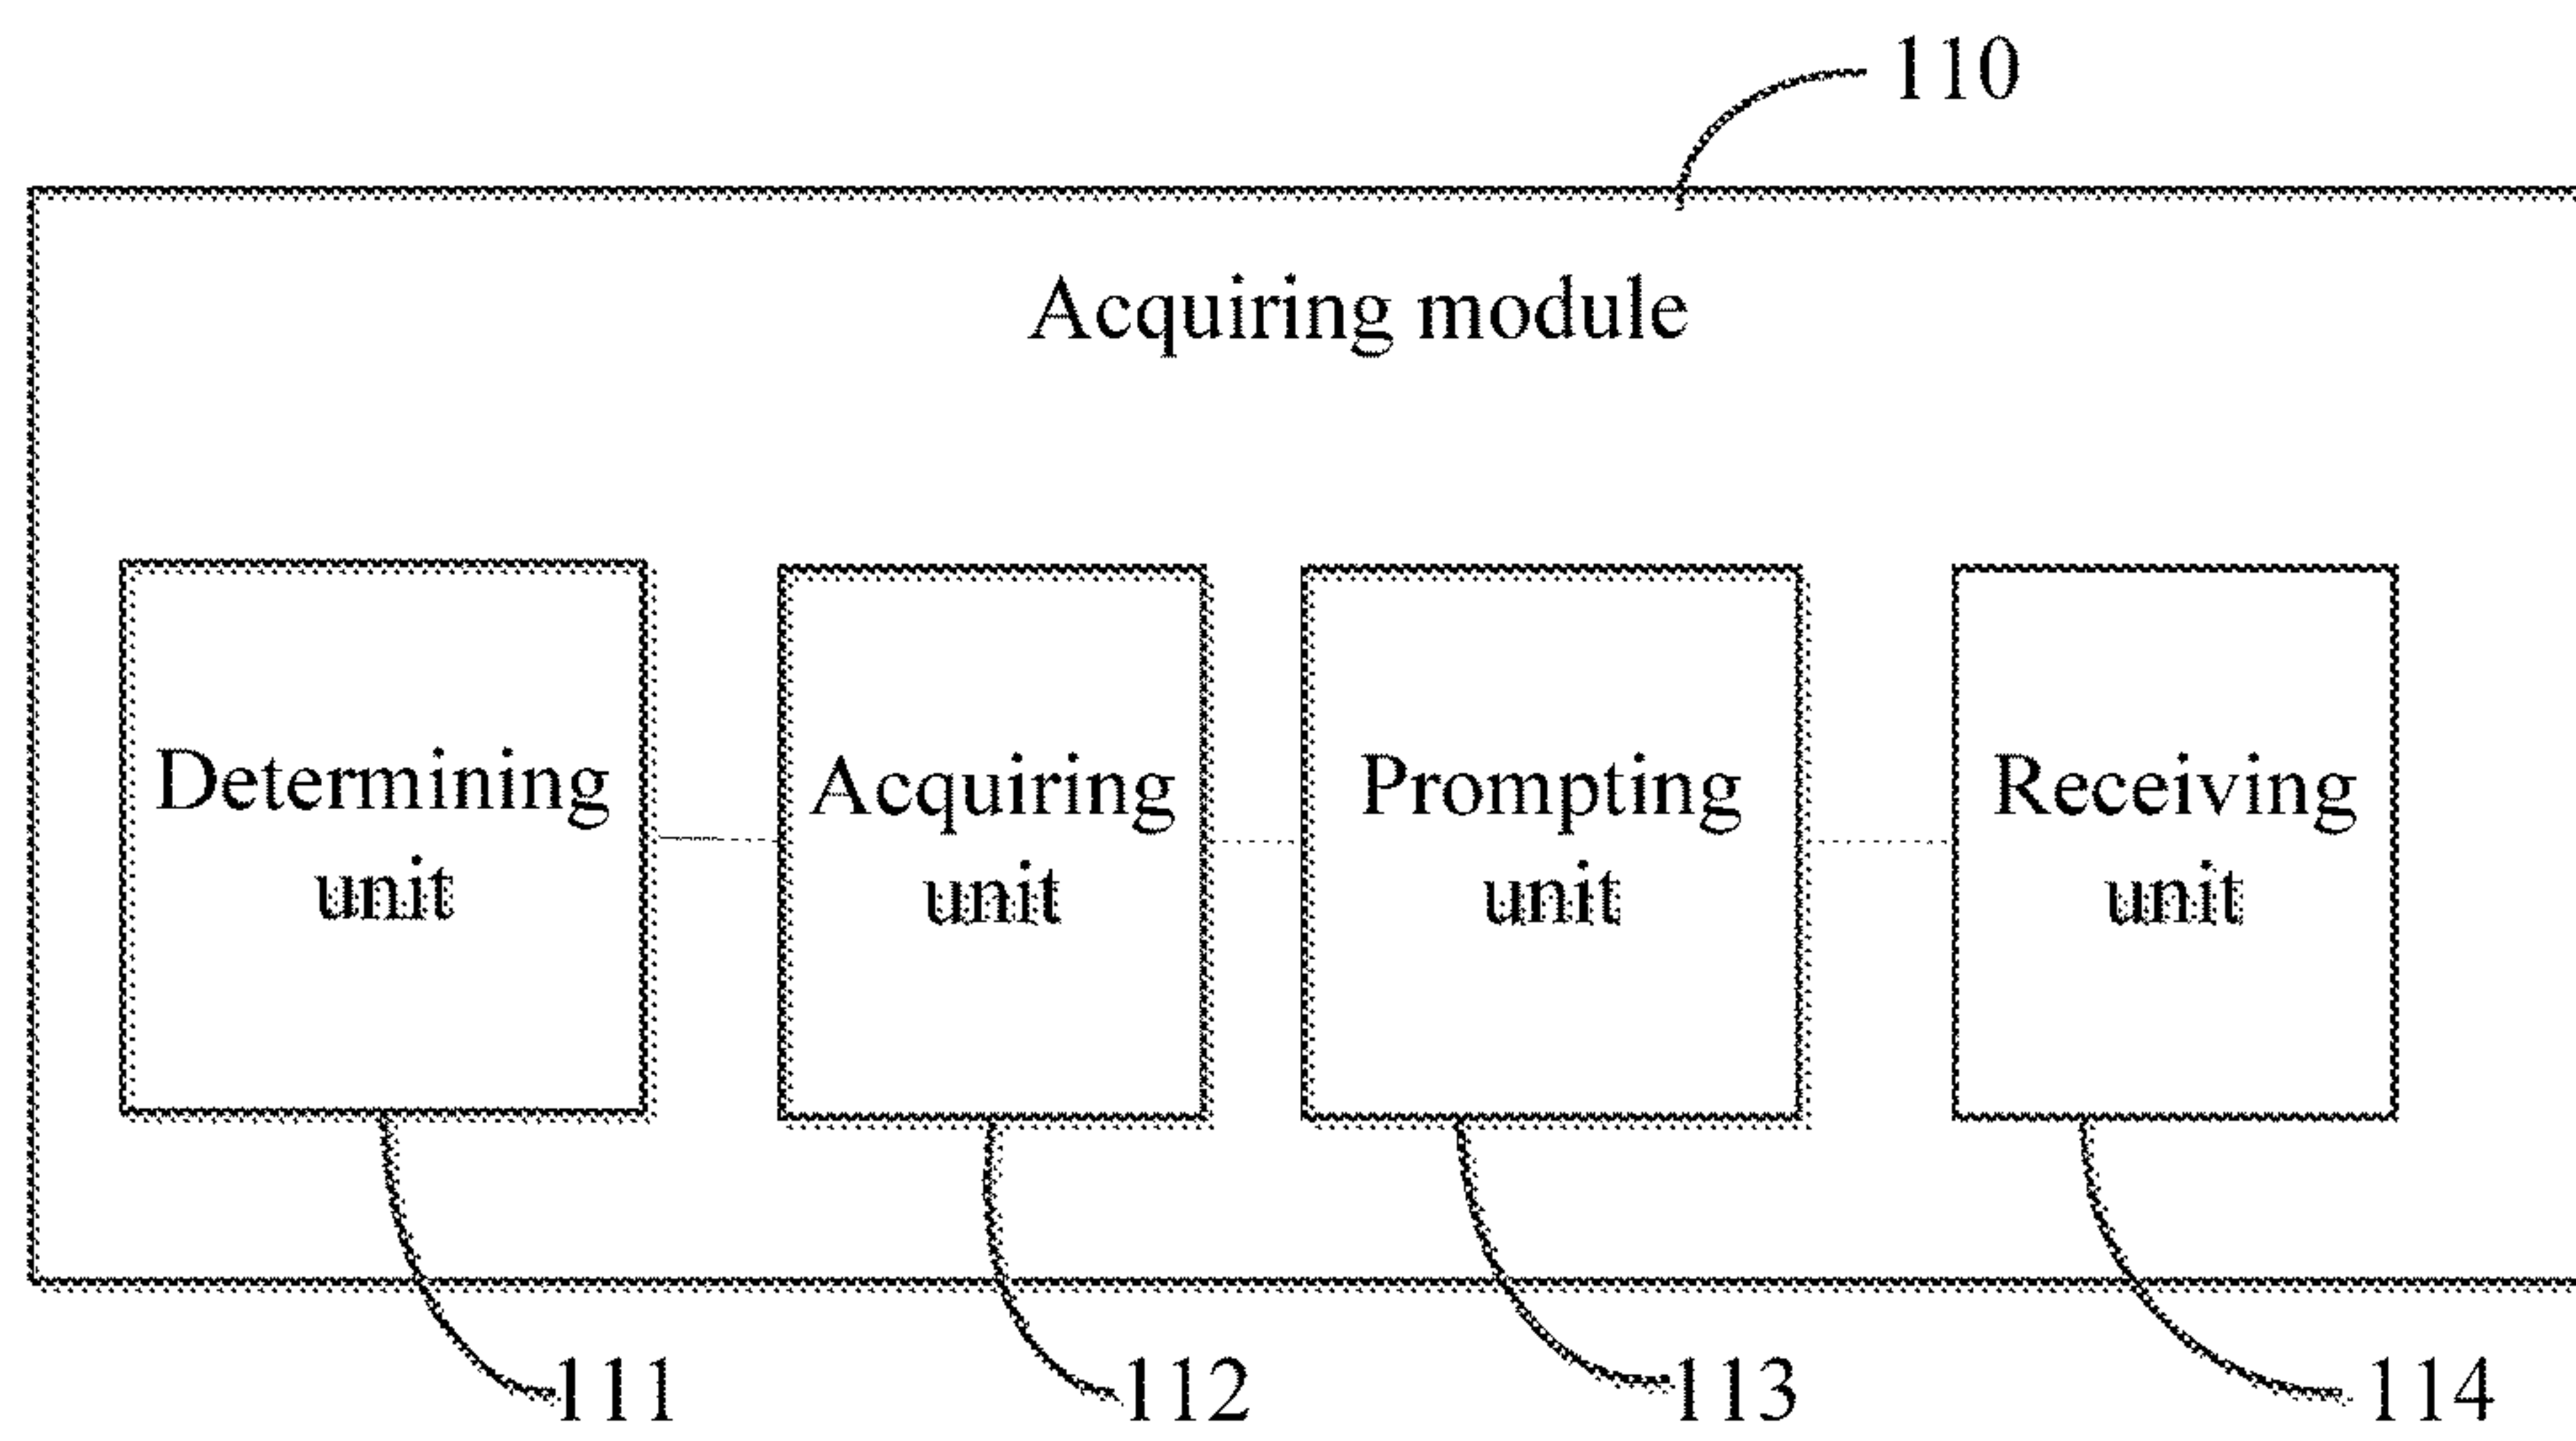 110
Acquiring module
Determining
unit
Acquiring
unit
Prompting
unit
Receiving
unit
111
112
113
114